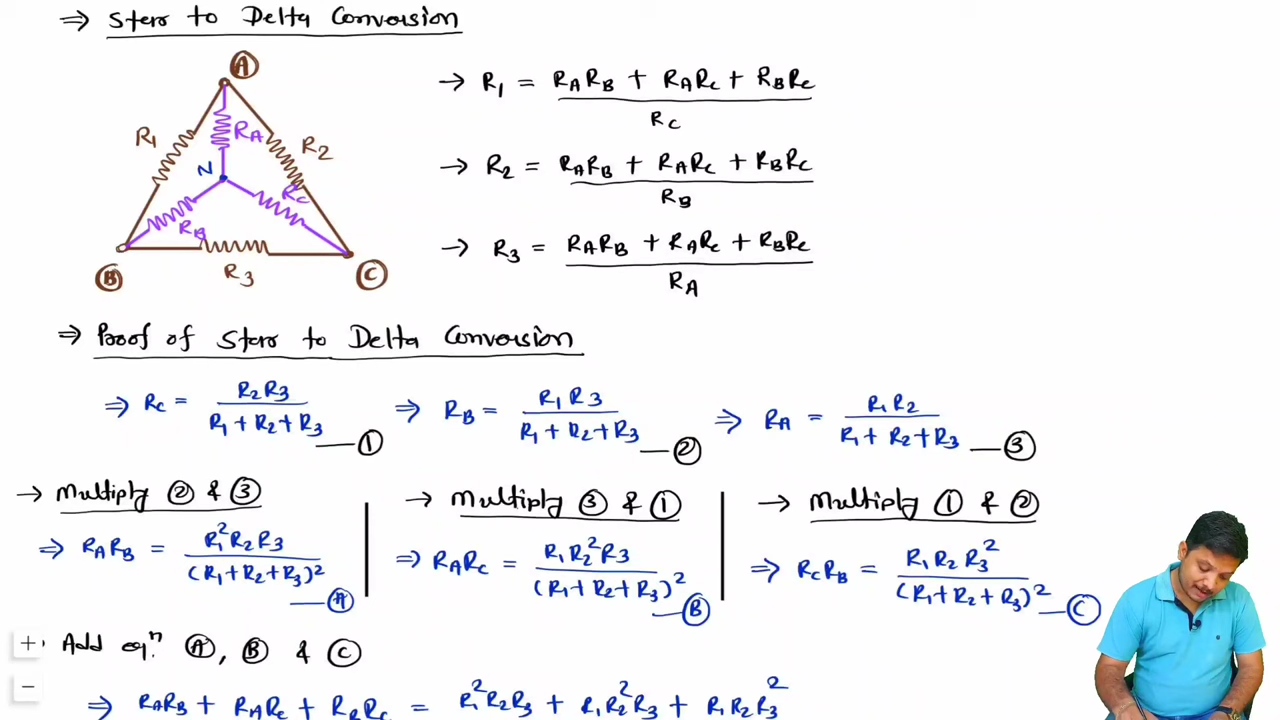 ⇒ Star to Delta Conversion
A
R1
RA
R2
N
RC
RB
B
R3
C
→ R1 = (RARB + RARC + RBRC) / RC
→ R2 = (RARB + RARC + RBRC) / RB
→ R3 = (RARB + RARC + RBRC) / RA
⇒ Proof of Star to Delta Conversion
⇒ RC = R2R3 / (R1 + R2 + R3) —①
⇒ RB = R1R3 / (R1 + R2 + R3) —②
⇒ RA = R1R2 / (R1 + R2 + R3) —③
→ Multiply ② & ③
⇒ RARB = R1²R2R3 / (R1+R2+R3)² —Ⓐ
→ Multiply ③ & ①
⇒ RARC = R1R2²R3 / (R1+R2+R3)² —Ⓑ
→ Multiply ① & ②
⇒ RCRB = R1R2R3² / (R1+R2+R3)² —Ⓒ
Add eqⁿ. Ⓐ, Ⓑ & Ⓒ
⇒ RARB + RARC + RBRC = R1²R2R3 + R1R2²R3 + R1R2R3²
+
−